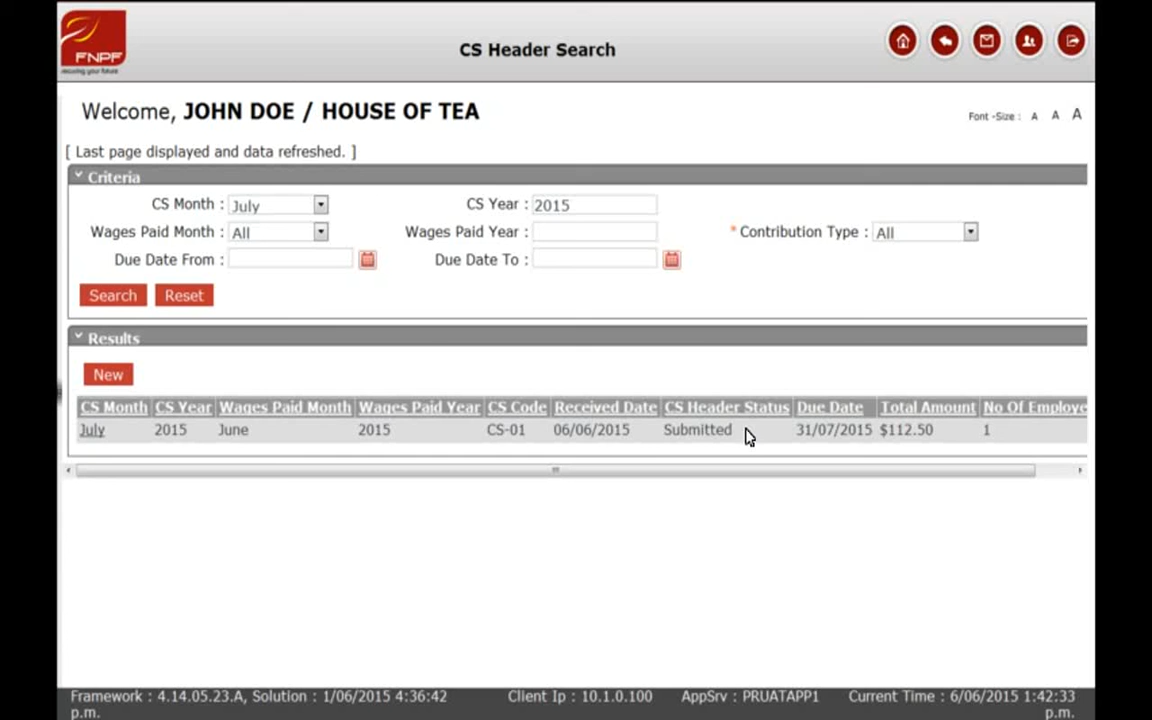 FNPF
securing your future
CS Header Search
Welcome, JOHN DOE / HOUSE OF TEA
Font -Size : A A A
[ Last page displayed and data refreshed. ]
Criteria
CS Month : July CS Year : 2015
Wages Paid Month : All Wages Paid Year : * Contribution Type : All
Due Date From : Due Date To :
Search Reset
Results
New
CS Month CS Year Wages Paid Month Wages Paid Year CS Code Received Date CS Header Status Due Date Total Amount No Of Employe
July 2015 June 2015 CS-01 06/06/2015 Submitted 31/07/2015 $112.50 1
Framework : 4.14.05.23.A, Solution : 1/06/2015 4:36:42 p.m. Client Ip : 10.1.0.100 AppSrv : PRUATAPP1 Current Time : 6/06/2015 1:42:33 p.m.